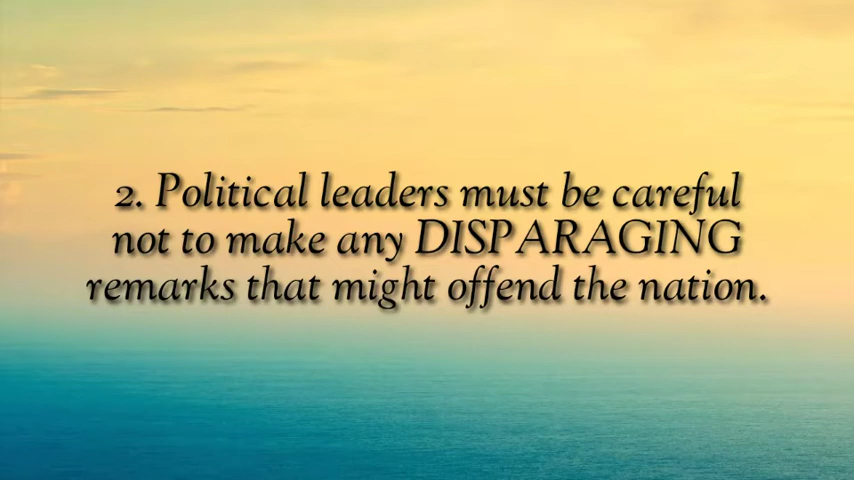 2. Political leaders must be careful
not to make any DISPARAGING
remarks that might offend the nation.